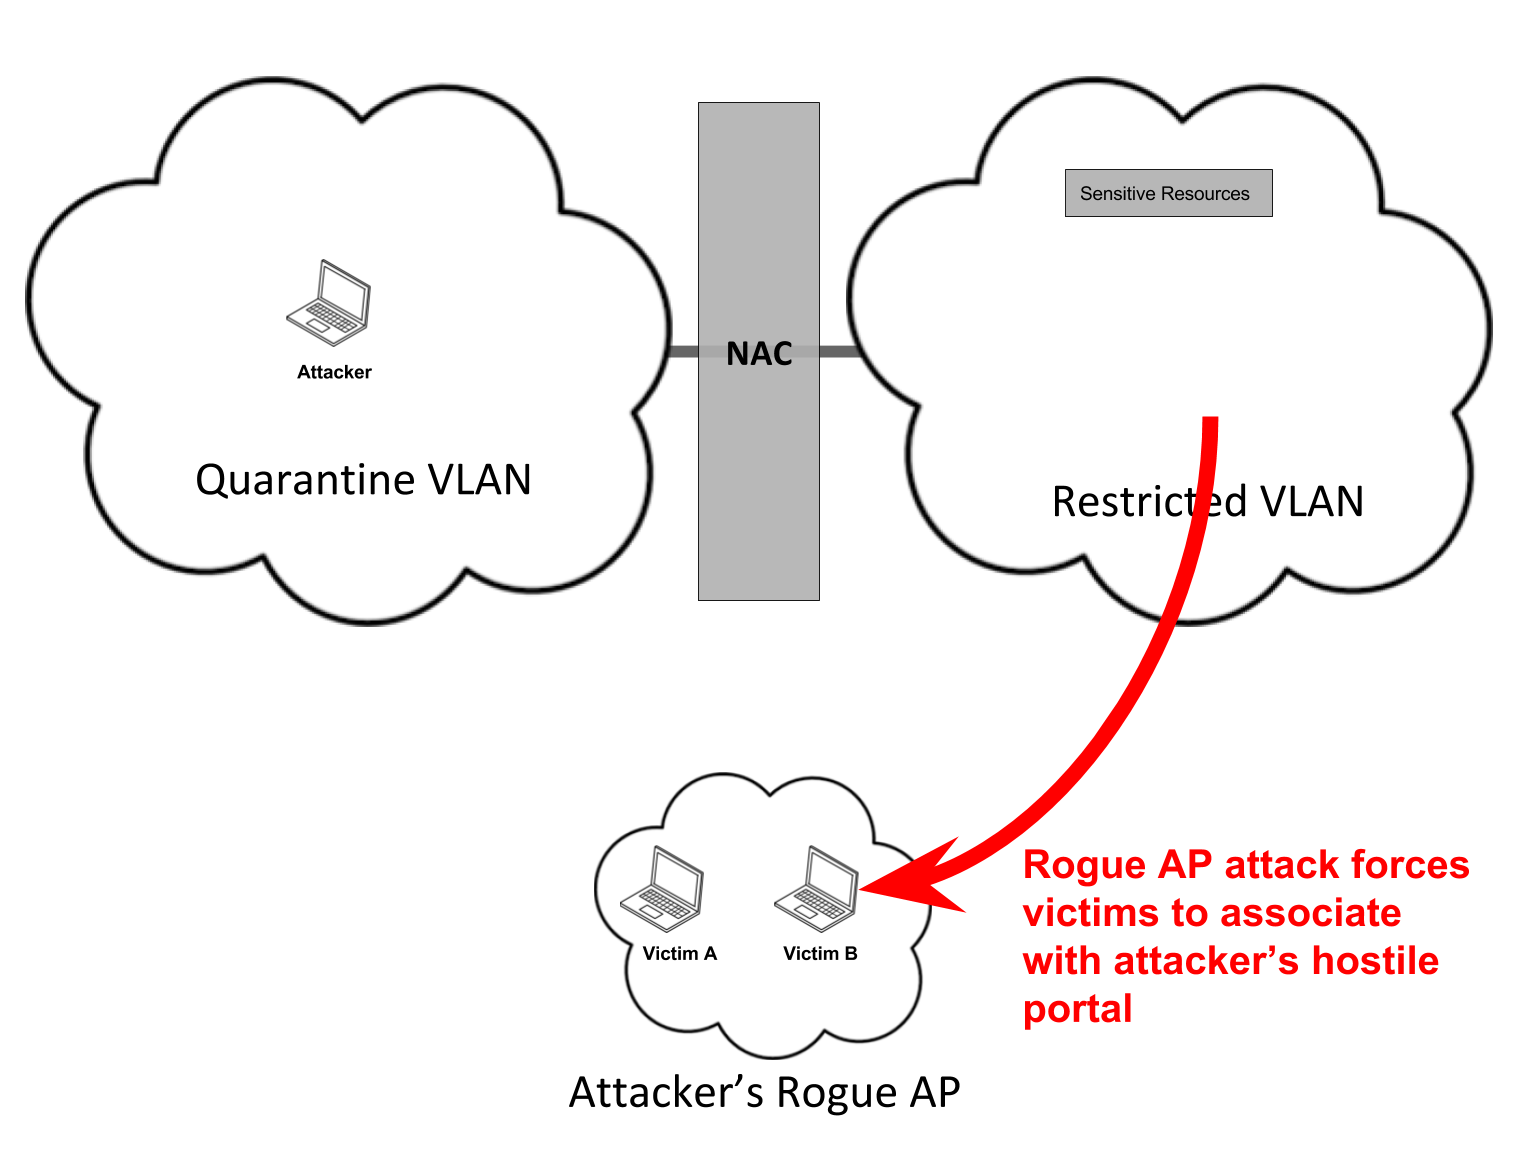 Sensitive Resources
NAC
Attacker
Quarantine VLAN
Restricted VLAN
Rogue AP attack forces
victims to associate
with attacker’s hostile
portal
Victim A
Victim B
Attacker’s Rogue AP